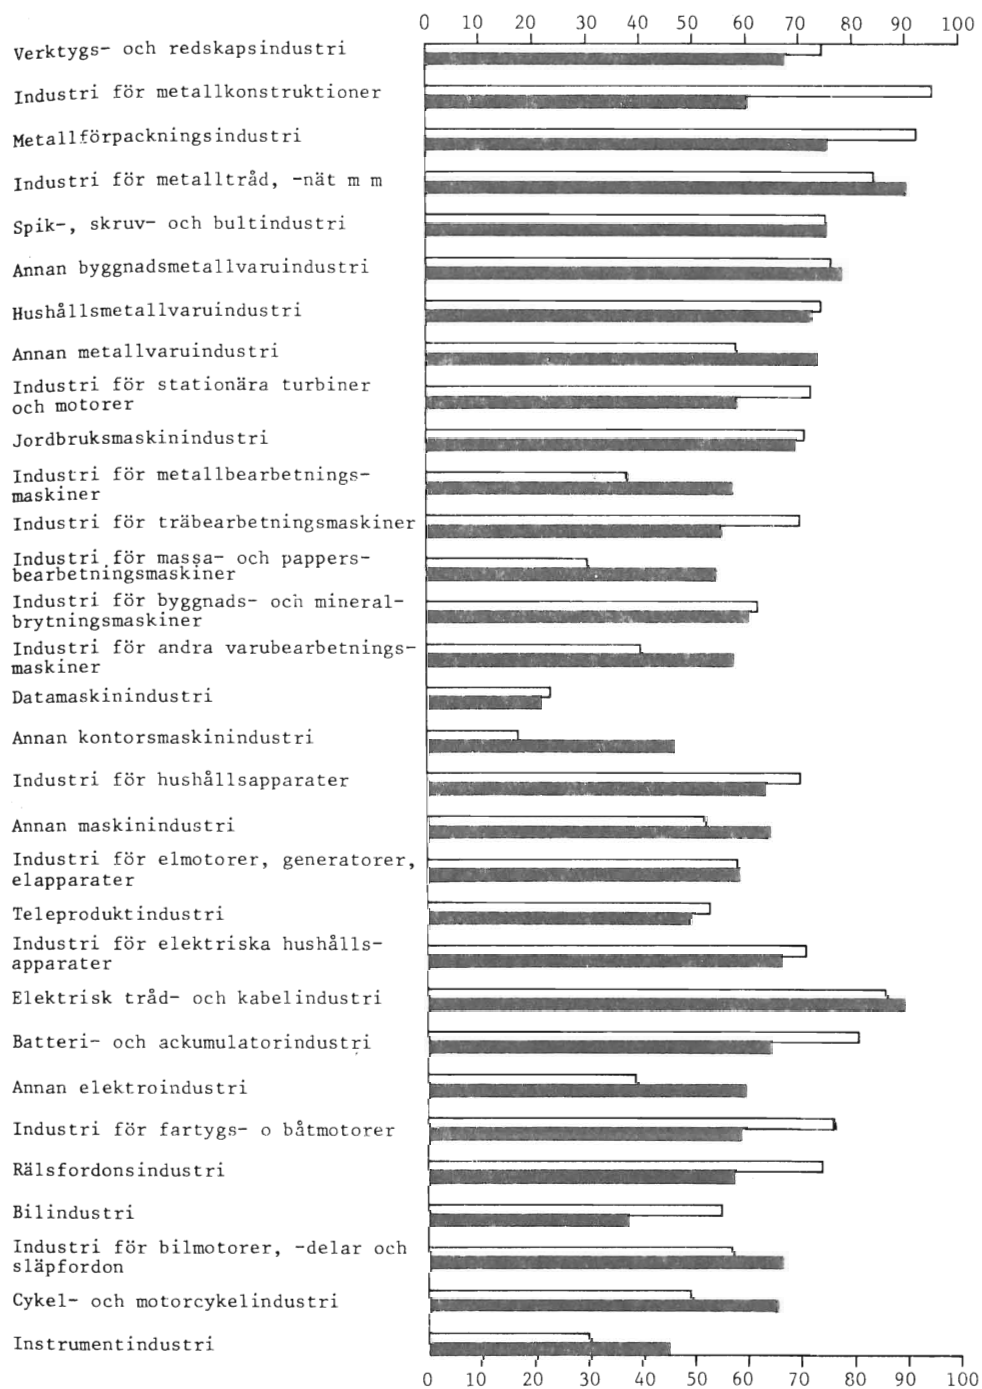 0 10 20 30 40 50 60 70 80 90 100
Verktygs- och redskapsindustri
Industri för metallkonstruktioner
Metallförpackningsindustri
Industri för metalltråd, -nät m m
Spik-, skruv- och bultindustri
Annan byggnadsmetallvaruindustri
Hushållsmetallvaruindustri
Annan metallvaruindustri
Industri för stationära turbiner
och motorer
Jordbruksmaskinindustri
Industri för metallbearbetnings-
maskiner
Industri för träbearbetningsmaskiner
Industri för massa- och pappers-
bearbetningsmaskiner
Industri för byggnads- och mineral-
brytningsmaskiner
Industri för andra varubearbetnings-
maskiner
Datamaskinindustri
Annan kontorsmaskinindustri
Industri för hushållsapparater
Annan maskinindustri
Industri för elmotorer, generatorer,
elapparater
Teleproduktindustri
Industri för elektriska hushålls-
apparater
Elektrisk tråd- och kabelindustri
Batteri- och ackumulatorindustri
Annan elektroindustri
Industri för fartygs- o båtmotorer
Rälsfordonsindustri
Bilindustri
Industri för bilmotorer, -delar och
släpfordon
Cykel- och motorcykelindustri
Instrumentindustri
0 10 20 30 40 50 60 70 80 90 100